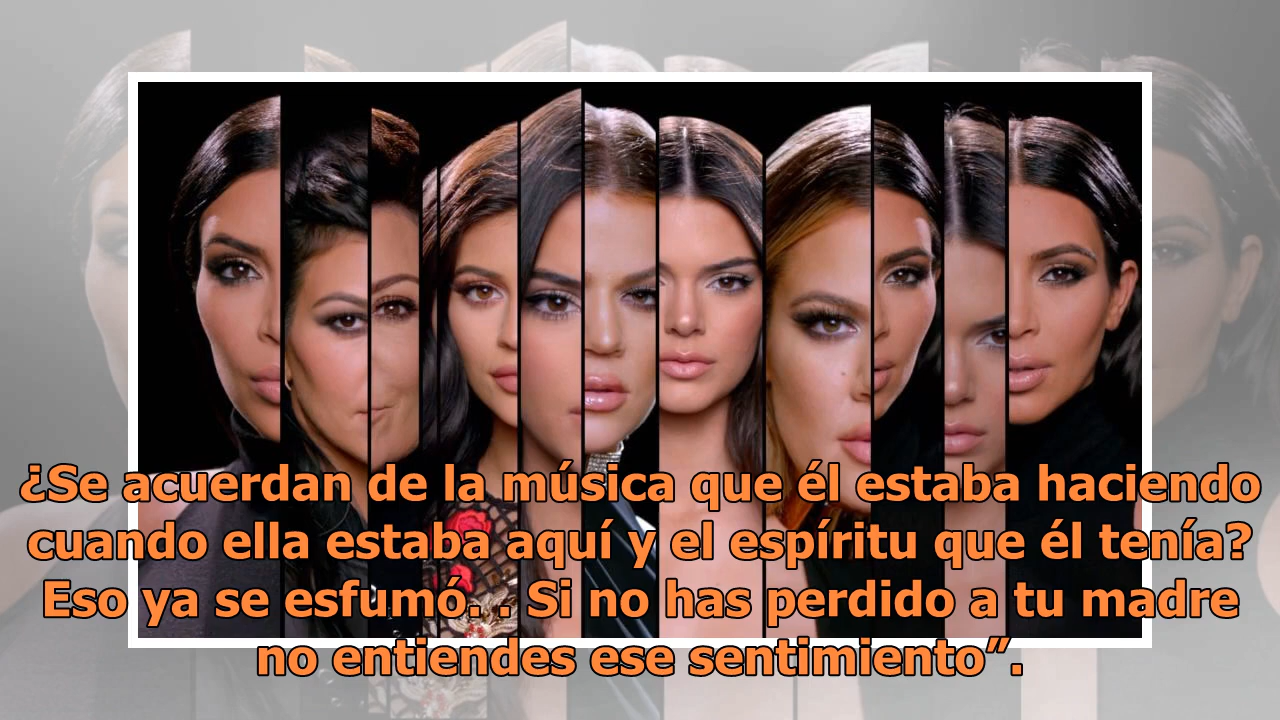 ¿Se acuerdan de la música que él estaba haciendo
cuando ella estaba aquí y el espíritu que él tenía?
Eso ya se esfumó. . Si no has perdido a tu madre
no entiendes ese sentimiento”.